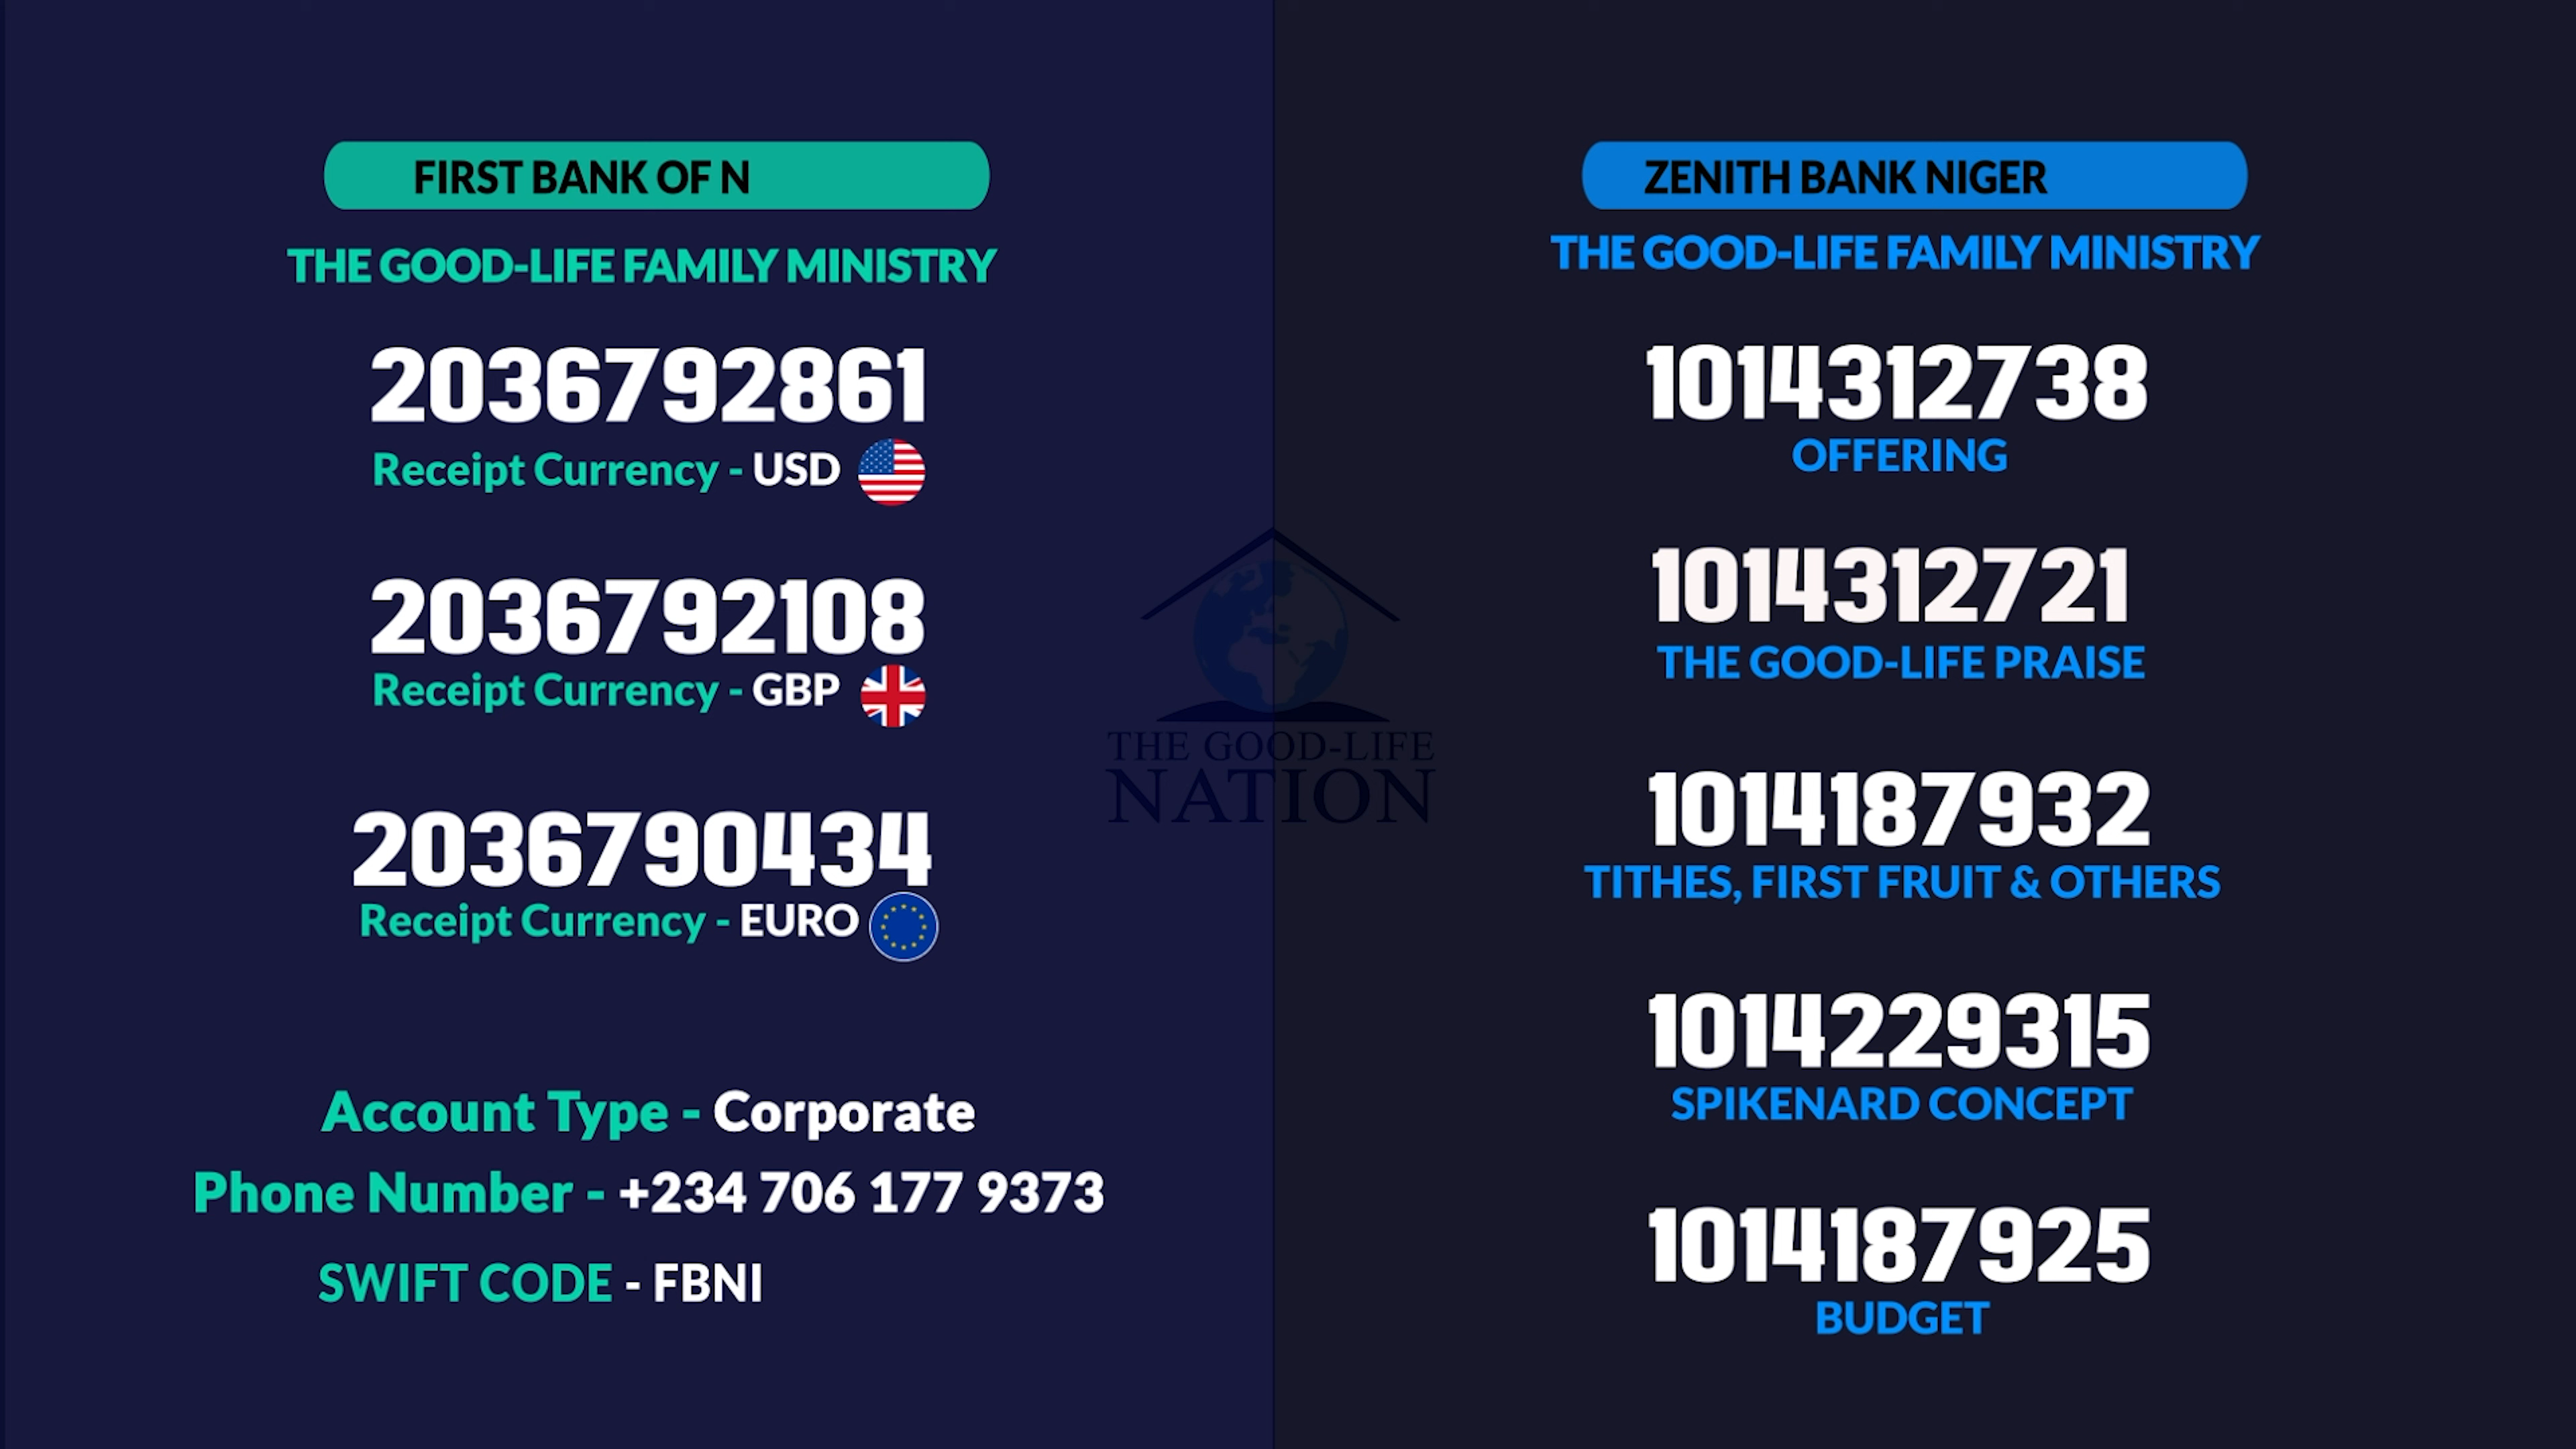 FIRST BANK OF N
THE GOOD-LIFE FAMILY MINISTRY
2036792861
Receipt Currency - USD
2036792108
Receipt Currency - GBP
2036790434
Receipt Currency - EURO
Account Type - Corporate
Phone Number - +234 706 177 9373
SWIFT CODE - FBNI
THE GOOD-LIFE
NATION
ZENITH BANK NIGER
THE GOOD-LIFE FAMILY MINISTRY
1014312738
OFFERING
1014312721
THE GOOD-LIFE PRAISE
1014187932
TITHES, FIRST FRUIT & OTHERS
1014229315
SPIKENARD CONCEPT
1014187925
BUDGET